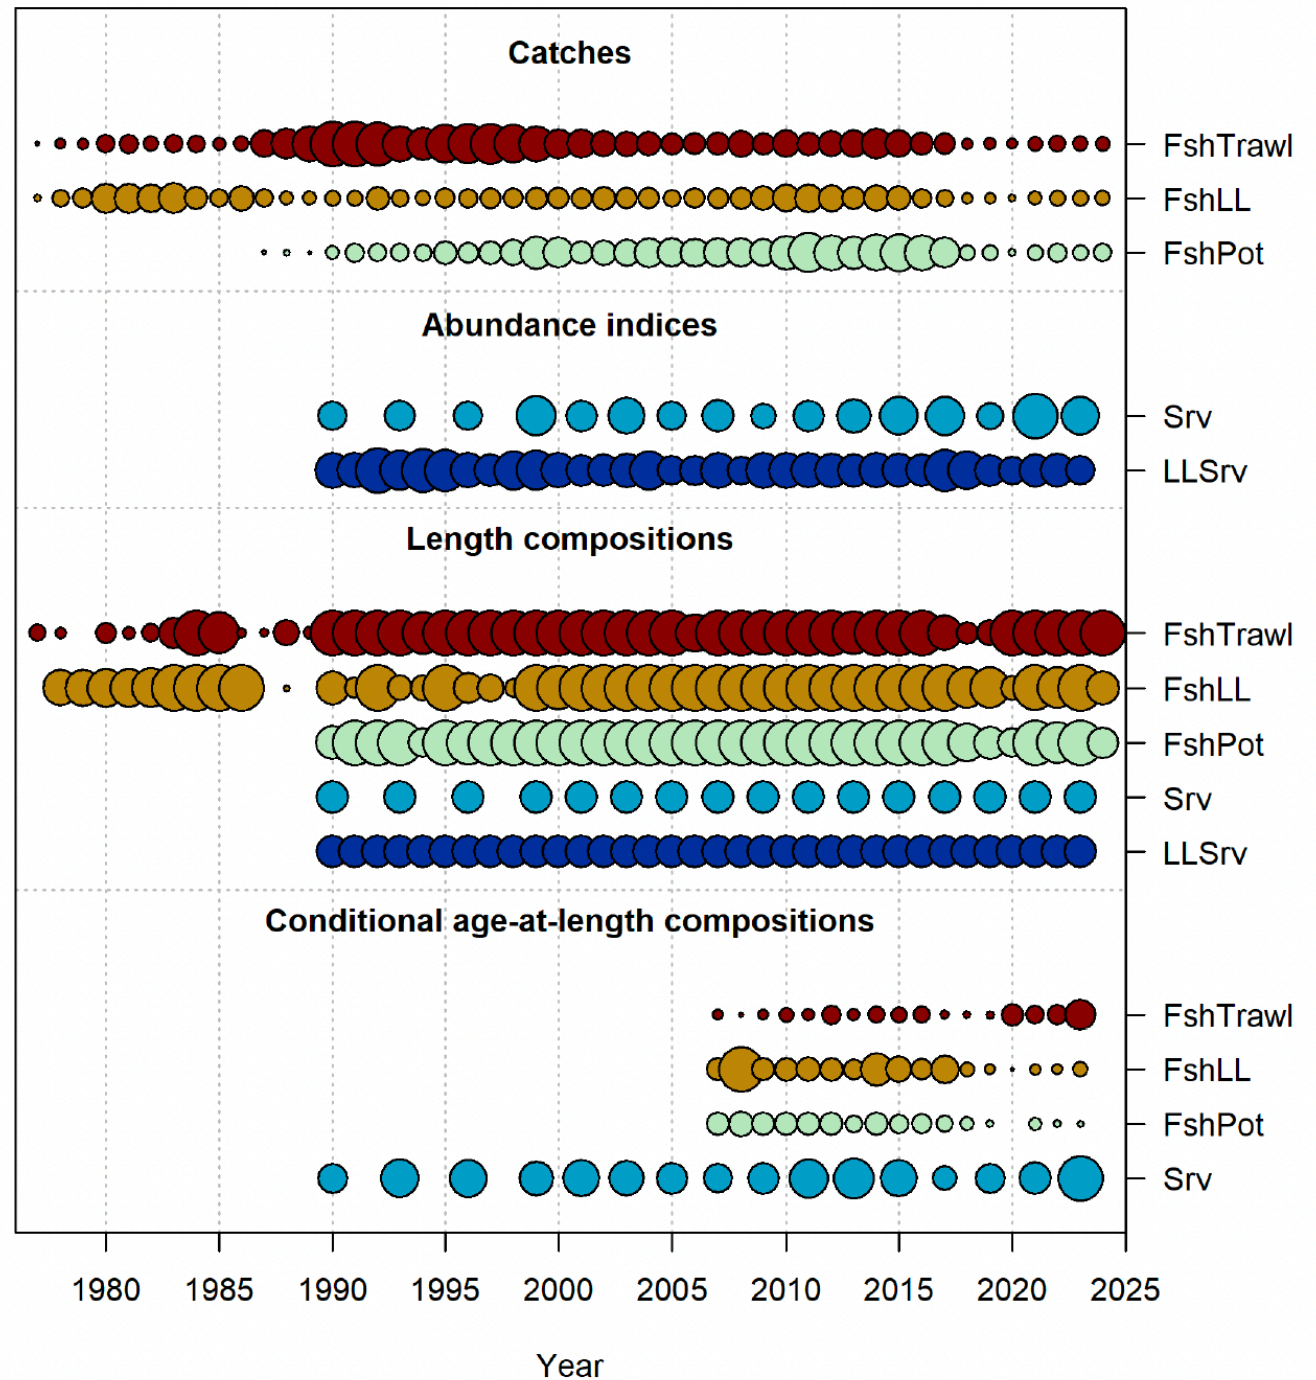 Catches
FshTrawl
FshLL
FshPot
Abundance indices
Srv
LLSrv
Length compositions
FshTrawl
FshLL
FshPot
Srv
LLSrv
Conditional age-at-length compositions
FshTrawl
FshLL
FshPot
Srv
1980 1985 1990 1995 2000 2005 2010 2015 2020 2025
Year